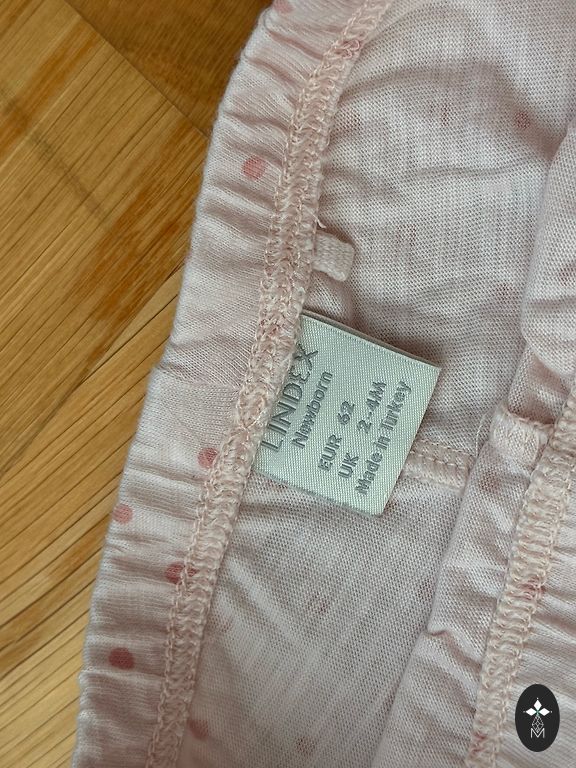 LINDEX
Newborn
EUR 62
UK 2-4M
Made in Turkey
M